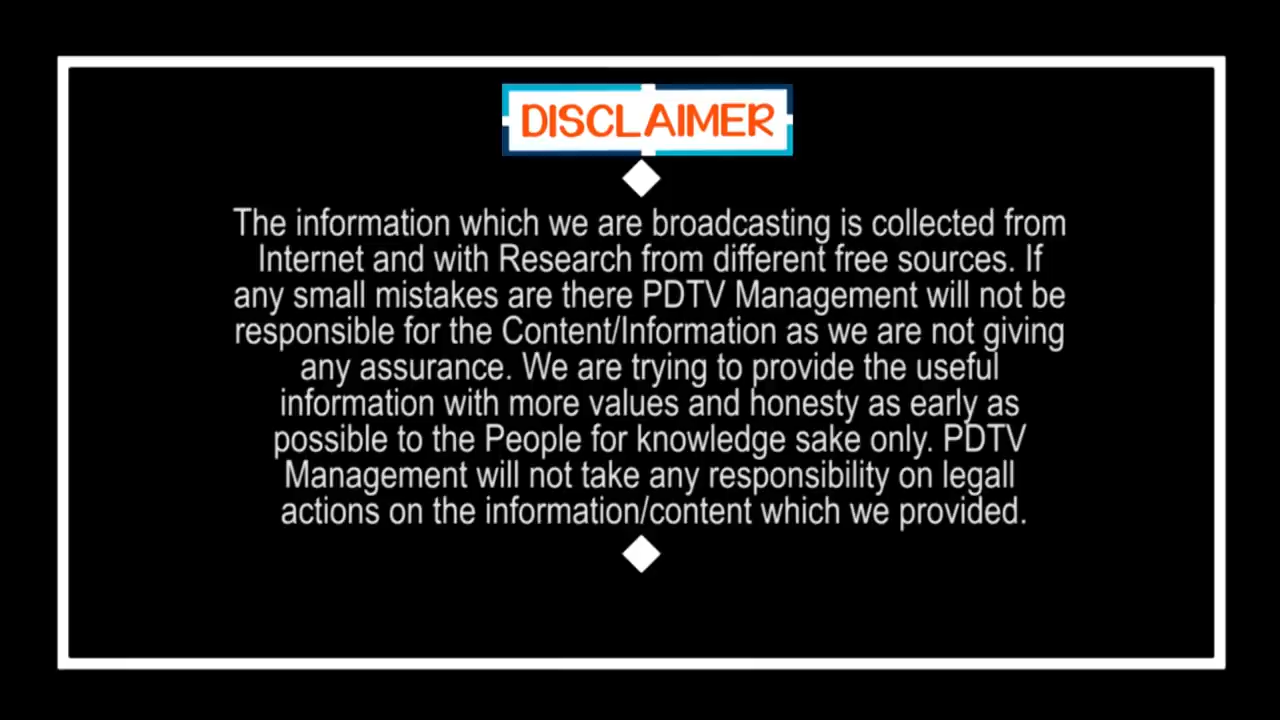 DISCLAIMER
The information which we are broadcasting is collected from
Internet and with Research from different free sources. If
any small mistakes are there PDTV Management will not be
responsible for the Content/Information as we are not giving
any assurance. We are trying to provide the useful
information with more values and honesty as early as
possible to the People for knowledge sake only. PDTV
Management will not take any responsibility on legall
actions on the information/content which we provided.